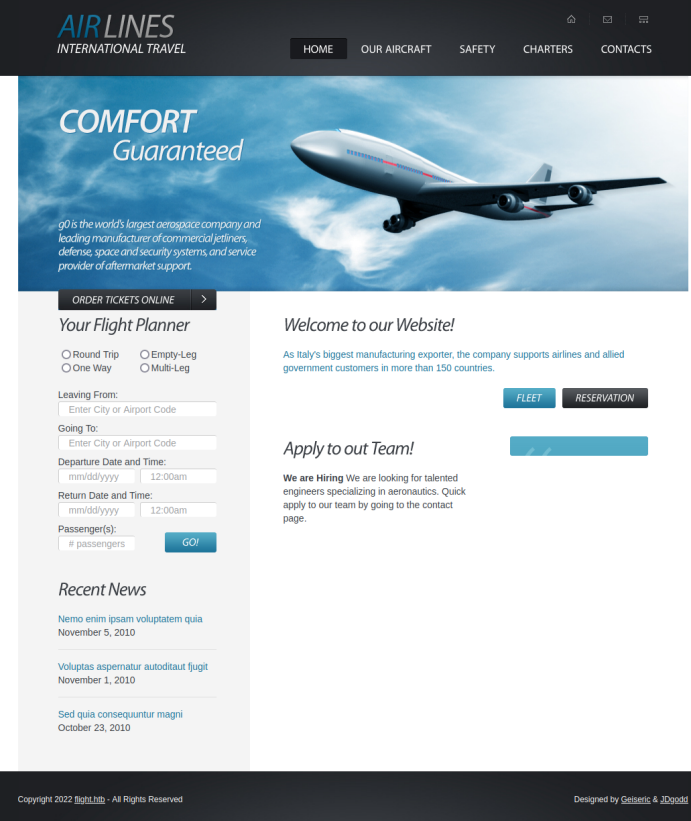 AIRLINES
INTERNATIONAL TRAVEL
HOME OUR AIRCRAFT SAFETY CHARTERS CONTACTS
COMFORT
Guaranteed
g0 is the world's largest aerospace company and
leading manufacturer of commercial jetliners,
defense, space and security systems, and service
provider of aftermarket support.
ORDER TICKETS ONLINE
Your Flight Planner
Round Trip Empty-Leg
One Way Multi-Leg
Leaving From:
Enter City or Airport Code
Going To:
Enter City or Airport Code
Departure Date and Time:
mm/dd/yyyy 12:00am
Return Date and Time:
mm/dd/yyyy 12:00am
Passenger(s):
# passengers GO!
Recent News
Nemo enim ipsam voluptatem quia
November 5, 2010
Voluptas aspernatur autoditaut fjugit
November 1, 2010
Sed quia consequuntur magni
October 23, 2010
Welcome to our Website!
As Italy's biggest manufacturing exporter, the company supports airlines and allied
government customers in more than 150 countries.
FLEET RESERVATION
Apply to out Team!
We are Hiring We are looking for talented
engineers specializing in aeronautics. Quick
apply to our team by going to the contact
page.
Copyright 2022 flight.htb - All Rights Reserved
Designed by Geiseric & JDgodd